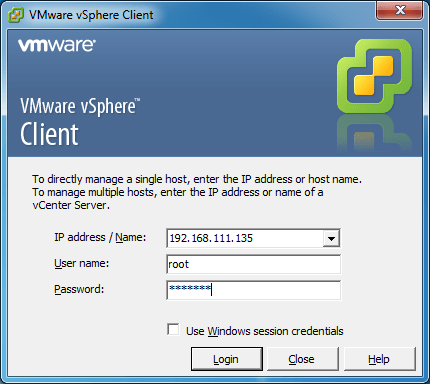 VMware vSphere Client
vmware®
VMware vSphere™
Client
To directly manage a single host, enter the IP address or host name.
To manage multiple hosts, enter the IP address or name of a
vCenter Server.
IP address / Name: 192.168.111.135
User name: root
Password: *******
Use Windows session credentials
Login Close Help